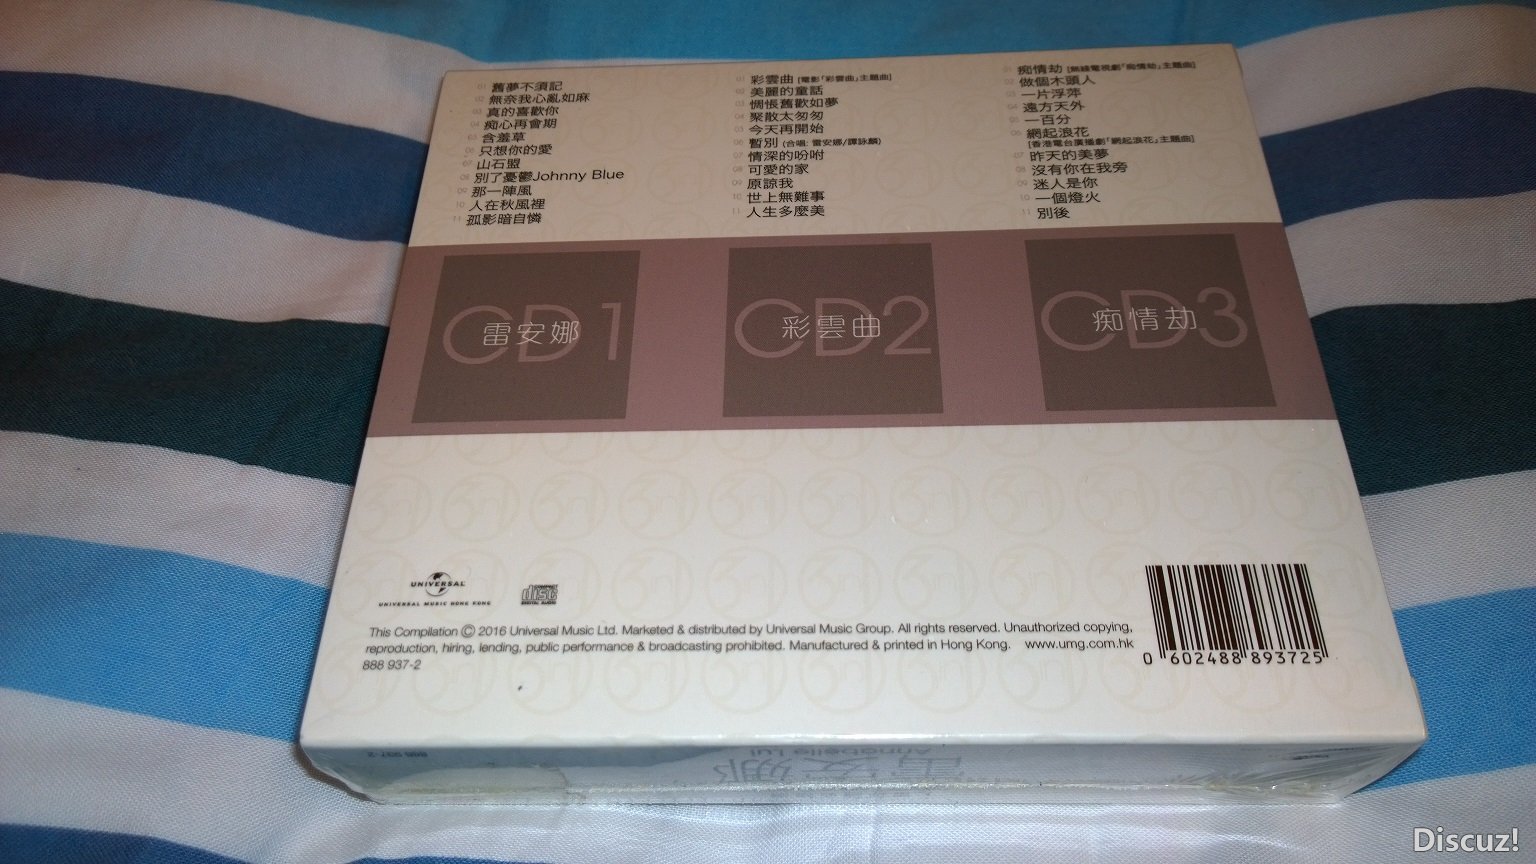 01 舊夢不須記
02 無奈我心亂如麻
03 真的喜歡你
04 痴心再會期
05 含羞草
06 只想你的愛
07 山石盟
08 別了憂鬱Johnny Blue
09 那一陣風
10 人在秋風裡
11 孤影暗自憐
01 彩雲曲 [電影「彩雲曲」主題曲]
02 美麗的童話
03 惆悵舊歡如夢
04 聚散太匆匆
05 今天再開始
06 暫別 (合唱: 雷安娜/譚詠麟)
07 情深的吩咐
08 可愛的家
09 原諒我
10 世上無難事
11 人生多麼美
01 痴情劫 [無綫電視劇「痴情劫」主題曲]
02 做個木頭人
03 一片浮萍
04 遠方天外
05 一百分
06 網起浪花
[香港電台廣播劇「網起浪花」主題曲]
07 昨天的美夢
08 沒有你在我旁
09 迷人是你
10 一個燈火
11 別後
CD1
雷安娜
CD2
彩雲曲
CD3
痴情劫
UNIVERSAL
UNIVERSAL MUSIC HONG KONG
COMPACT
disc
DIGITAL AUDIO
This Compilation Ⓒ 2016 Universal Music Ltd. Marketed & distributed by Universal Music Group. All rights reserved. Unauthorized copying,
reproduction, hiring, lending, public performance & broadcasting prohibited. Manufactured & printed in Hong Kong. www.umg.com.hk
888 937-2
0 602488 893725
888 937-2
Annabelle Lui
雷安娜
Discuz!